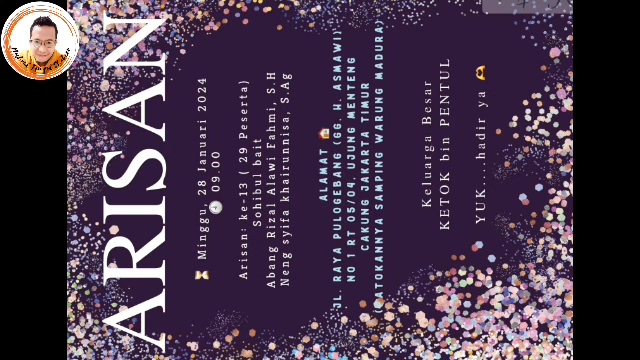 ARISAN
Minggu, 28 Januari 2024
09.00
Arisan: ke-13 ( 29 Peserta)
Sohibul bait
Abang Rizal Alawi Fahmi, S.H
Neng syifa khairunnisa, S.Ag
ALAMAT
JL. RAYA PULOGEBANG (GG. H. ASMAWI)
NO 1 RT 05/04. UJUNG MENTENG
CAKUNG JAKARTA TIMUR
PATOKANNYA SAMPING WARUNG MADURA)
Keluarga Besar
KETOK bin PENTUL
YUK....hadir ya